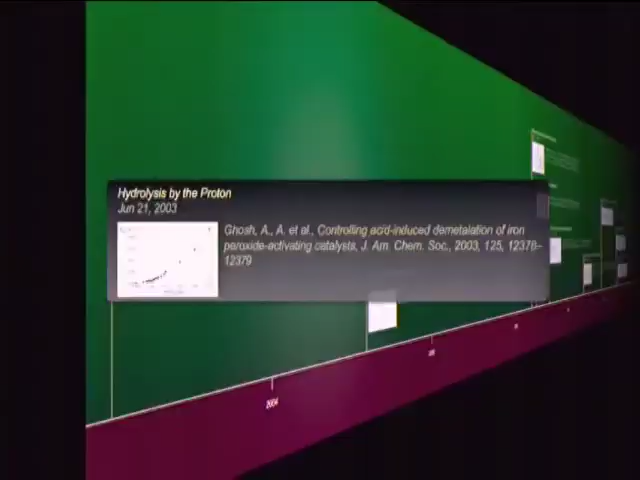 Hydrolysis by the Proton
Jun 21, 2003
Ghosh, A., A. et al., Controlling acid-induced demetalation of iron
peroxide-activating catalysts, J. Am. Chem. Soc., 2003, 125, 12378–
12379
2004